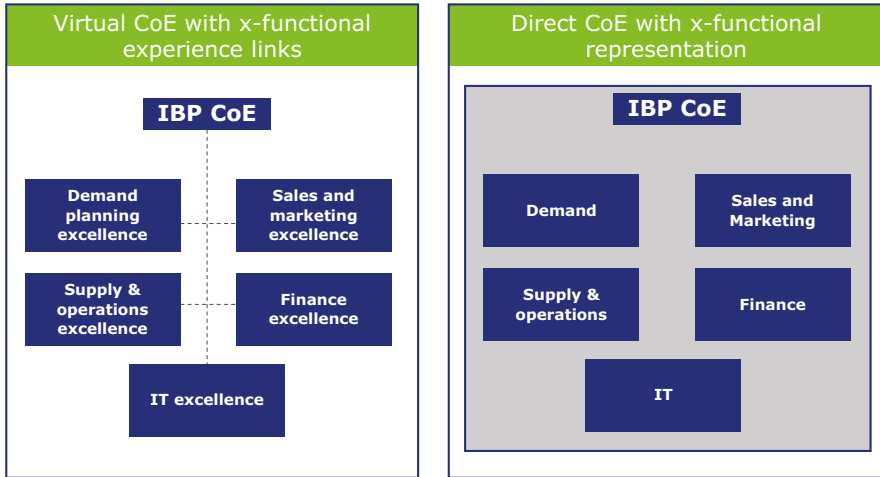 Virtual CoE with x-functional
experience links
IBP CoE
Demand
planning
excellence
Sales and
marketing
excellence
Supply &
operations
excellence
Finance
excellence
IT excellence
Direct CoE with x-functional
representation
IBP CoE
Demand
Sales and
Marketing
Supply &
operations
Finance
IT